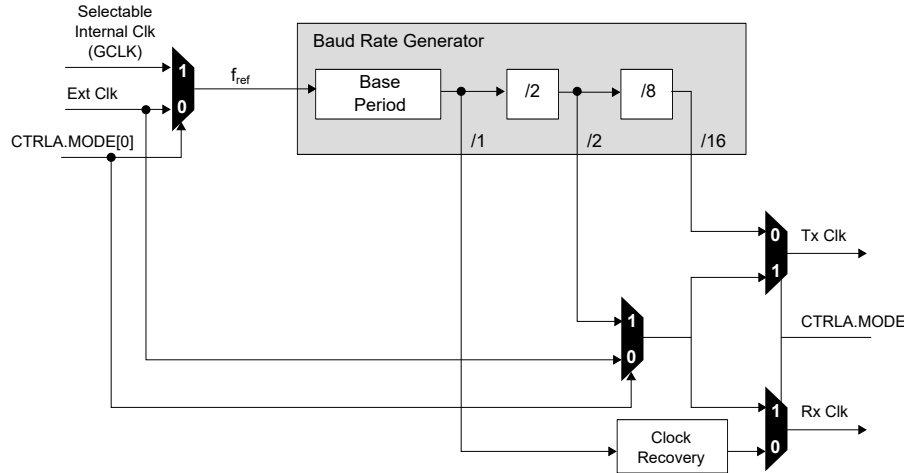 Selectable
Internal Clk
(GCLK)
Baud Rate Generator
1
fref
Base
Period
/2
/8
Ext Clk
0
CTRLA.MODE[0]
/1
/2
/16
0
Tx Clk
1
1
CTRLA.MODE
0
1
Rx Clk
Clock
Recovery
0